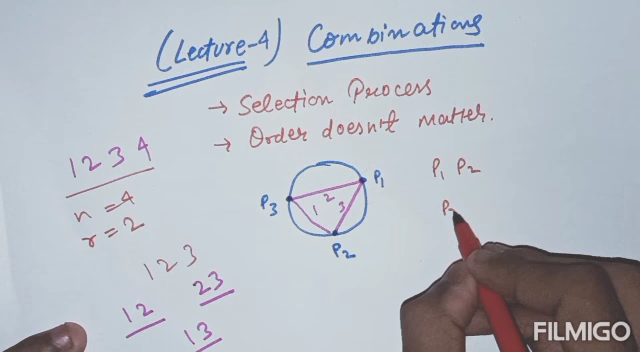 (Lecture-4) Combinations
→ Selection Process
→ Order doesn't matter.
1 2 3 4
n = 4
r = 2
1 2 3
12 23
13
P1
P3
P2
1 2 3
P1 P2
FILMIGO